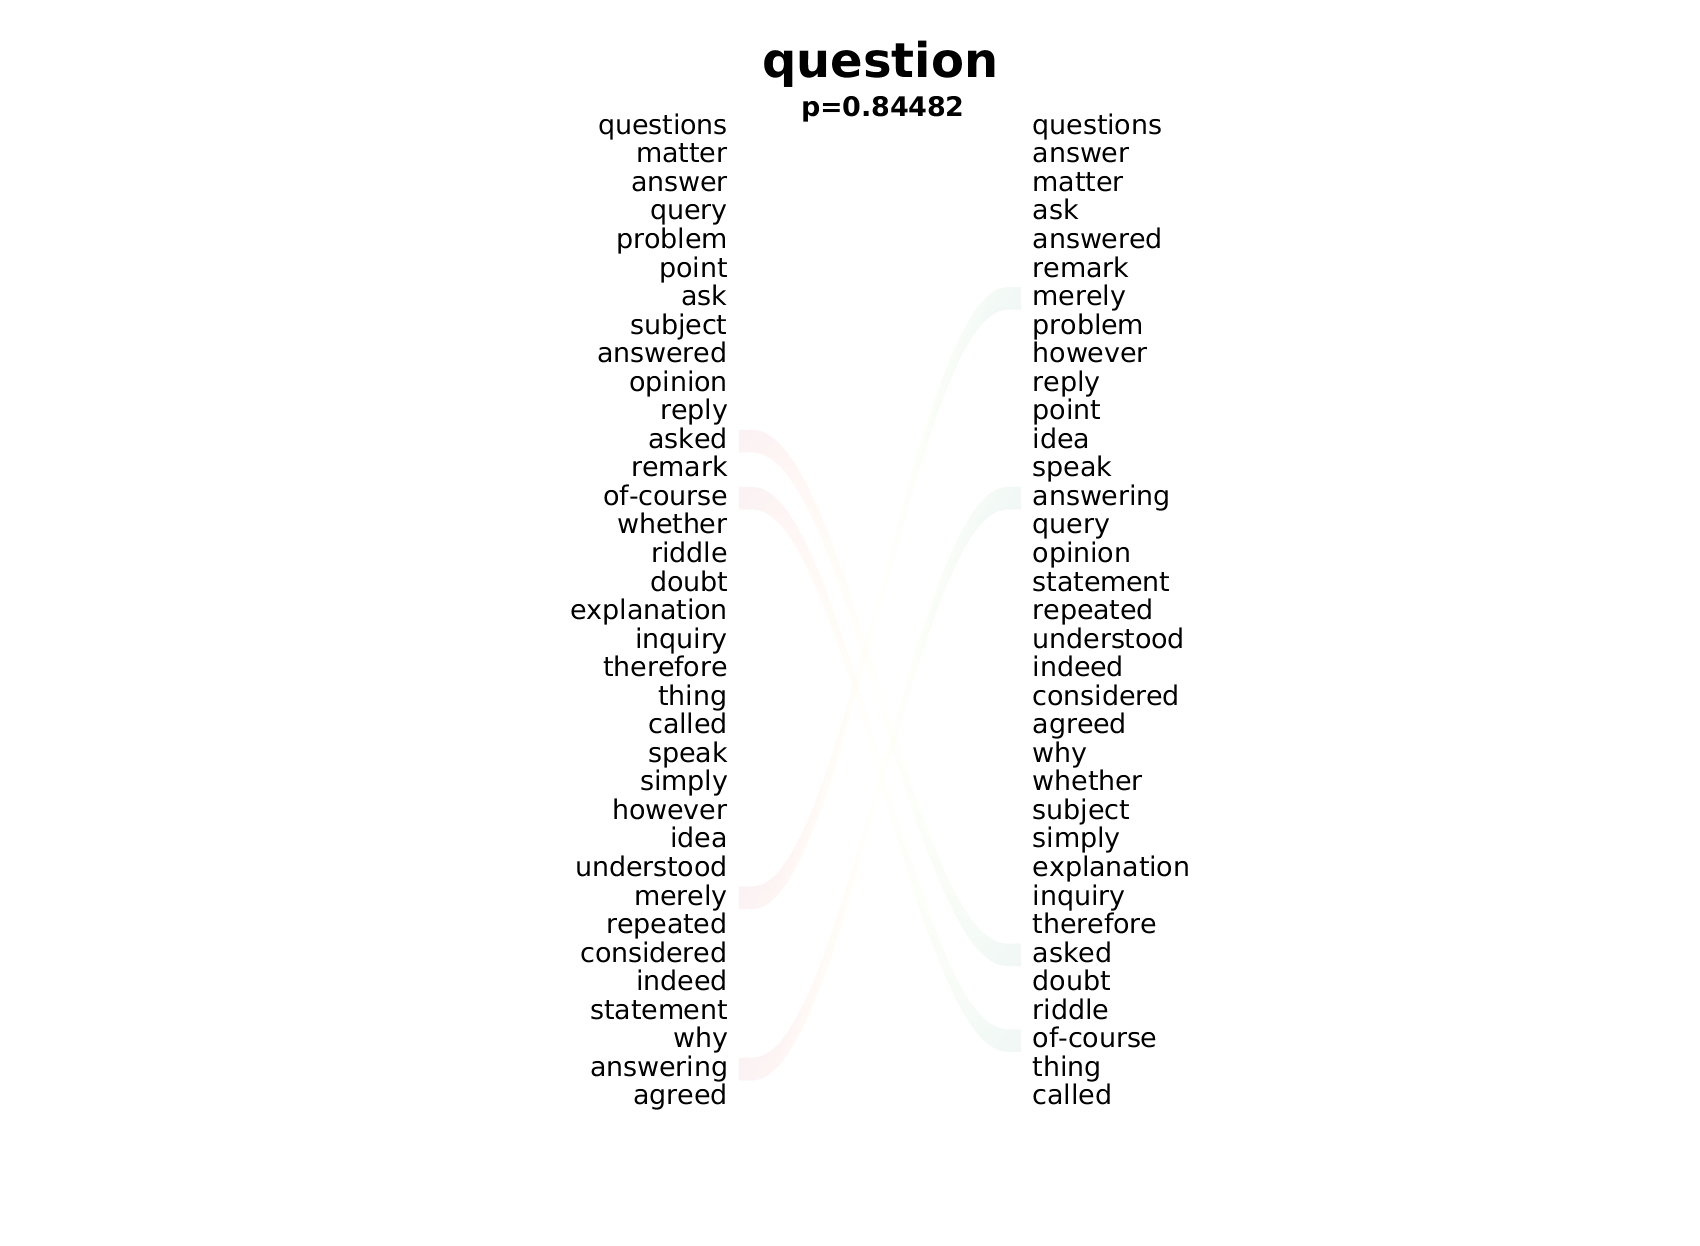 question
p=0.84482
questions
matter
answer
query
problem
point
ask
subject
answered
opinion
reply
asked
remark
of-course
whether
riddle
doubt
explanation
inquiry
therefore
thing
called
speak
simply
however
idea
understood
merely
repeated
considered
indeed
statement
why
answering
agreed
questions
answer
matter
ask
answered
remark
merely
problem
however
reply
point
idea
speak
answering
query
opinion
statement
repeated
understood
indeed
considered
agreed
why
whether
subject
simply
explanation
inquiry
therefore
asked
doubt
riddle
of-course
thing
called